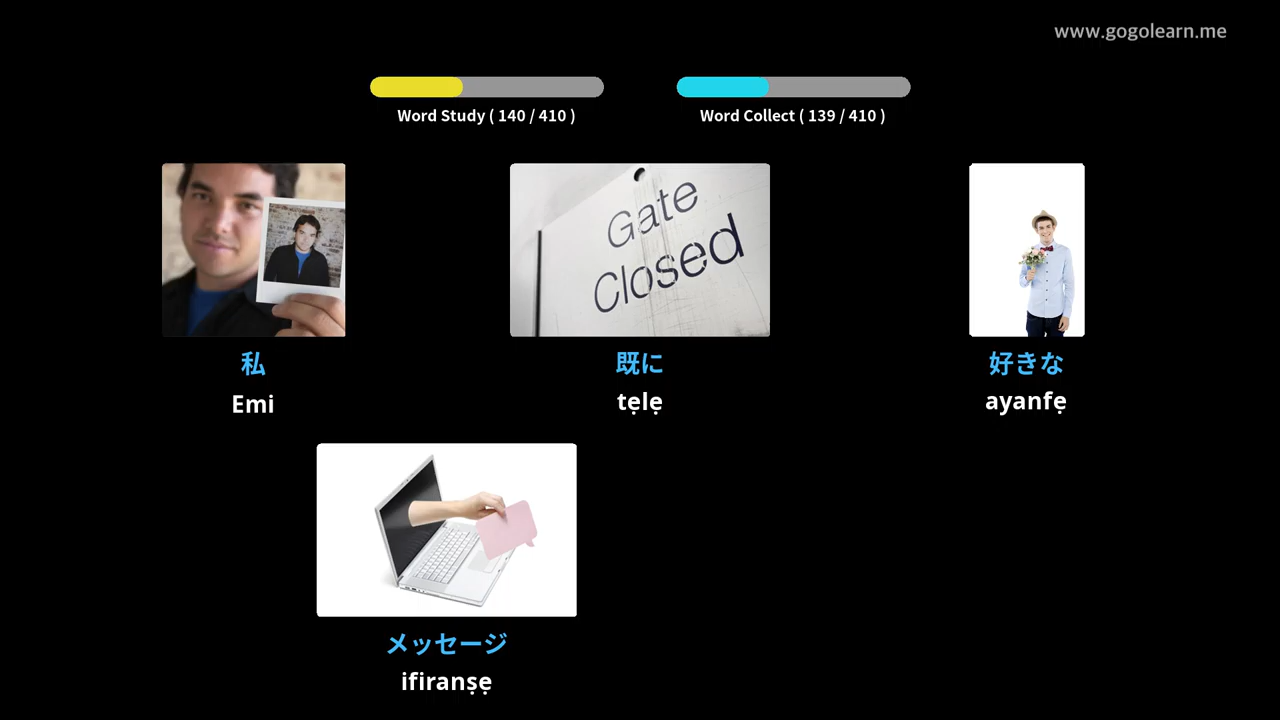 www.gogolearn.me
Word Study ( 140 / 410 )
Word Collect ( 139 / 410 )
Gate
Closed
私
Emi
既に
tẹlẹ
好きな
ayanfẹ
メッセージ
ifiranṣẹ